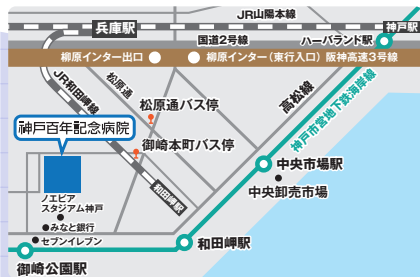 JR山陽本線
兵庫駅
神戸駅
国道2号線
ハーバランド駅
柳原インター出口
柳原インター（東行入口）阪神高速3号線
JR和田岬線
松原通
松原通バス停
高松線
神戸市営地下鉄海岸線
神戸百年記念病院
御崎本町バス停
中央市場駅
和田岬駅
中央卸売市場
ノエビア
スタジアム神戸
みなと銀行
セブンイレブン
和田岬駅
御崎公園駅